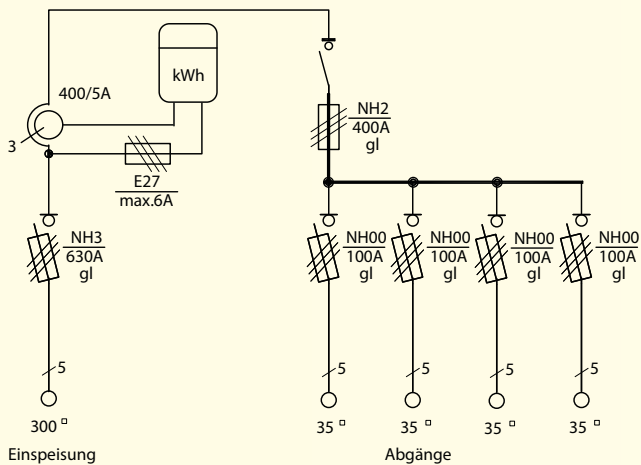 kWh
400/5A
3
E27
max.6A
NH2
400A
gl
NH3
630A
gl
NH00
100A
gl
NH00
100A
gl
NH00
100A
gl
NH00
100A
gl
5
5
5
5
5
300 □
35 □
35 □
35 □
35 □
Einspeisung
Abgänge